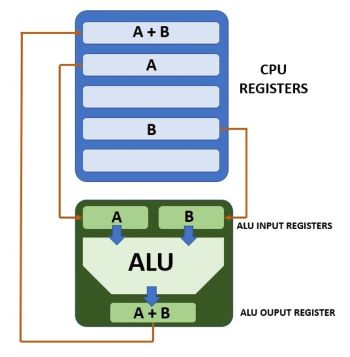 A + B
A
CPU
REGISTERS
B
A
B
ALU INPUT REGISTERS
ALU
A + B
ALU OUPUT REGISTER